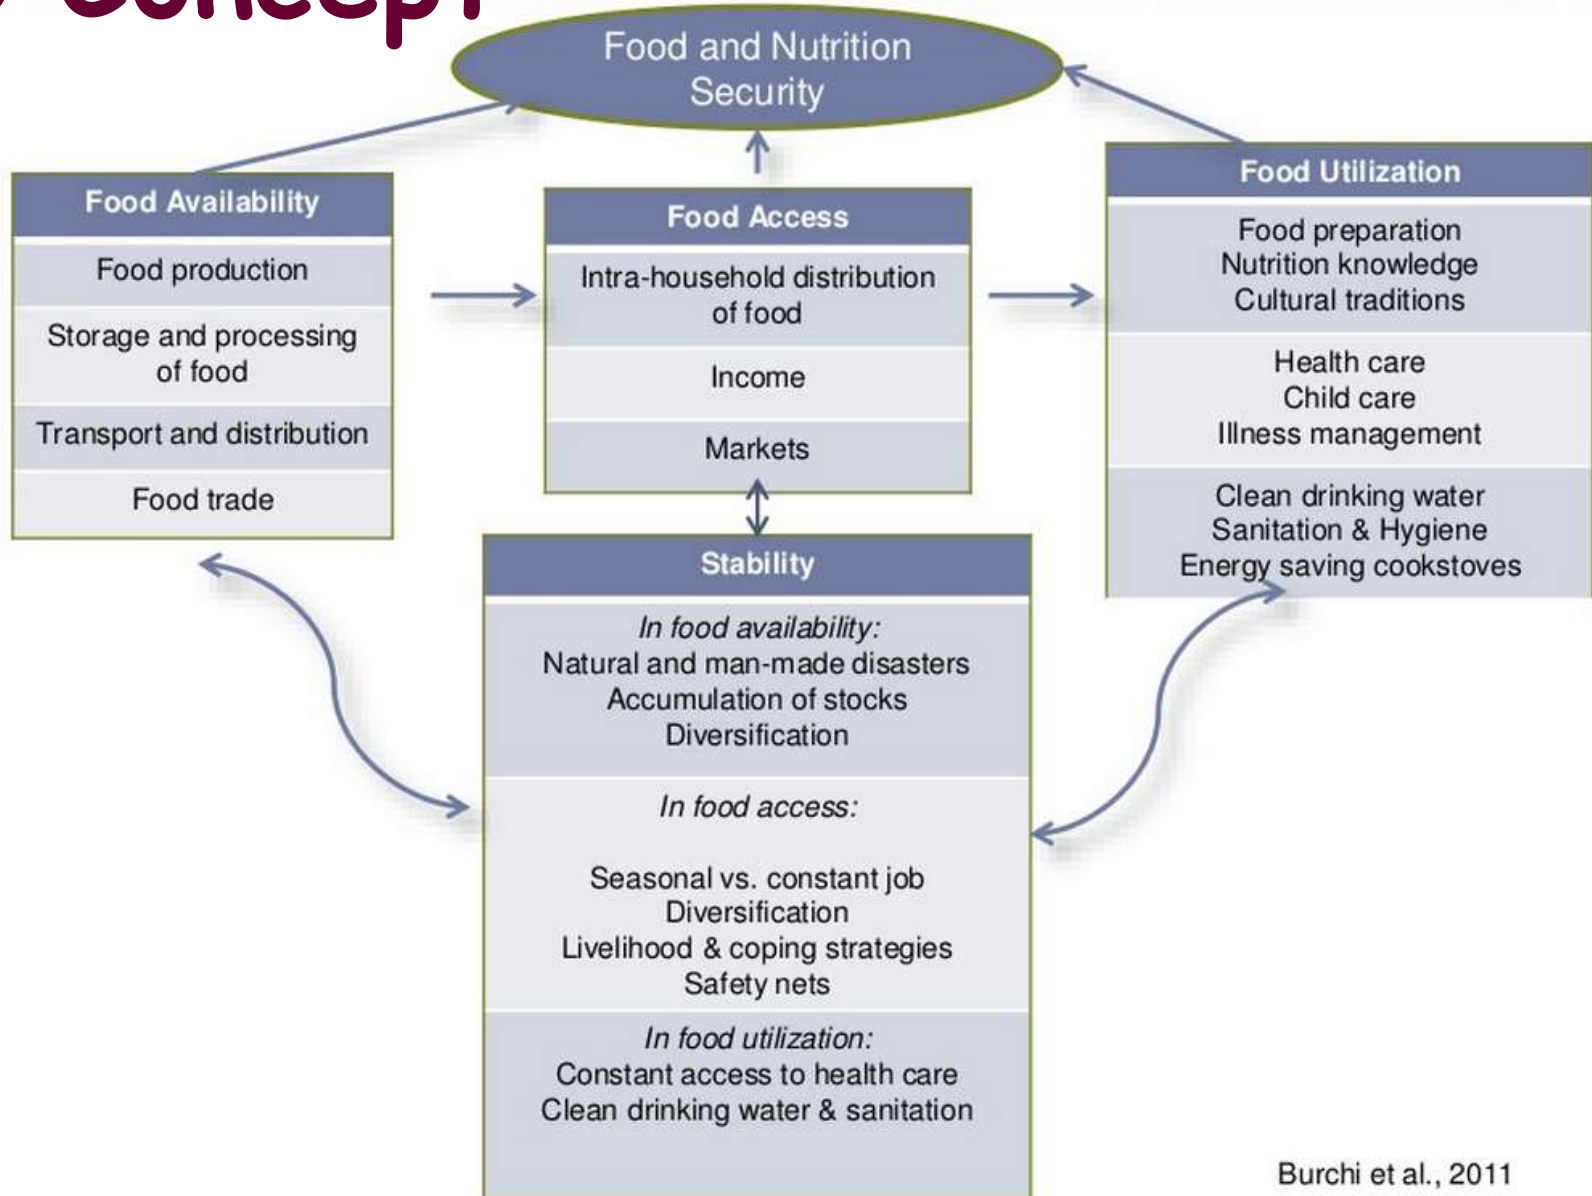 Concept
Food and Nutrition
Security
Food Availability
Food production
Storage and processing
of food
Transport and distribution
Food trade
Food Access
Intra-household distribution
of food
Income
Markets
Food Utilization
Food preparation
Nutrition knowledge
Cultural traditions
Health care
Child care
Illness management
Clean drinking water
Sanitation & Hygiene
Energy saving cookstoves
Stability
In food availability:
Natural and man-made disasters
Accumulation of stocks
Diversification
In food access:
Seasonal vs. constant job
Diversification
Livelihood & coping strategies
Safety nets
In food utilization:
Constant access to health care
Clean drinking water & sanitation
Burchi et al., 2011